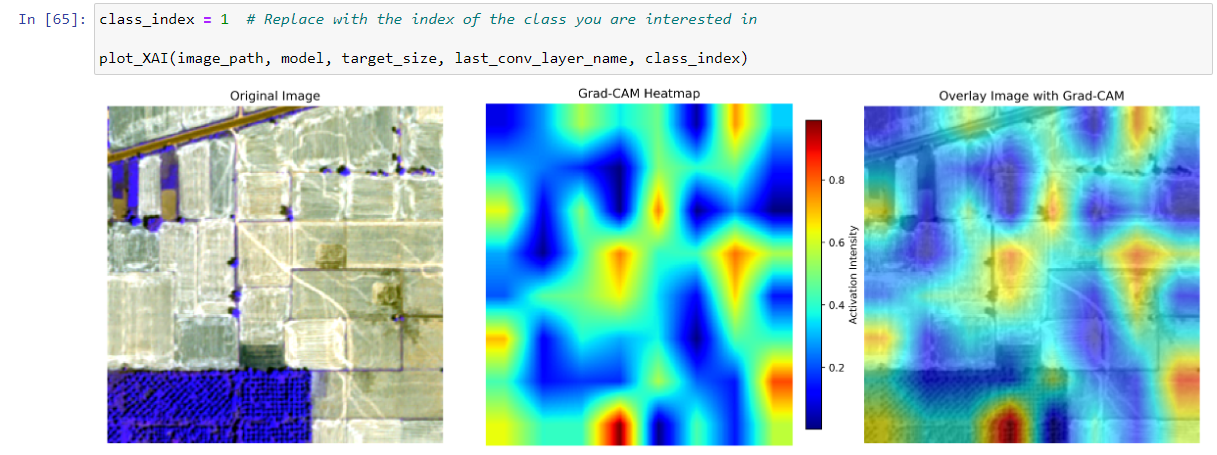 In [65]: class_index = 1  # Replace with the index of the class you are interested in
plot_XAI(image_path, model, target_size, last_conv_layer_name, class_index)
Original Image
Grad-CAM Heatmap
Overlay Image with Grad-CAM
0.8
0.6
0.4
0.2
Activation Intensity